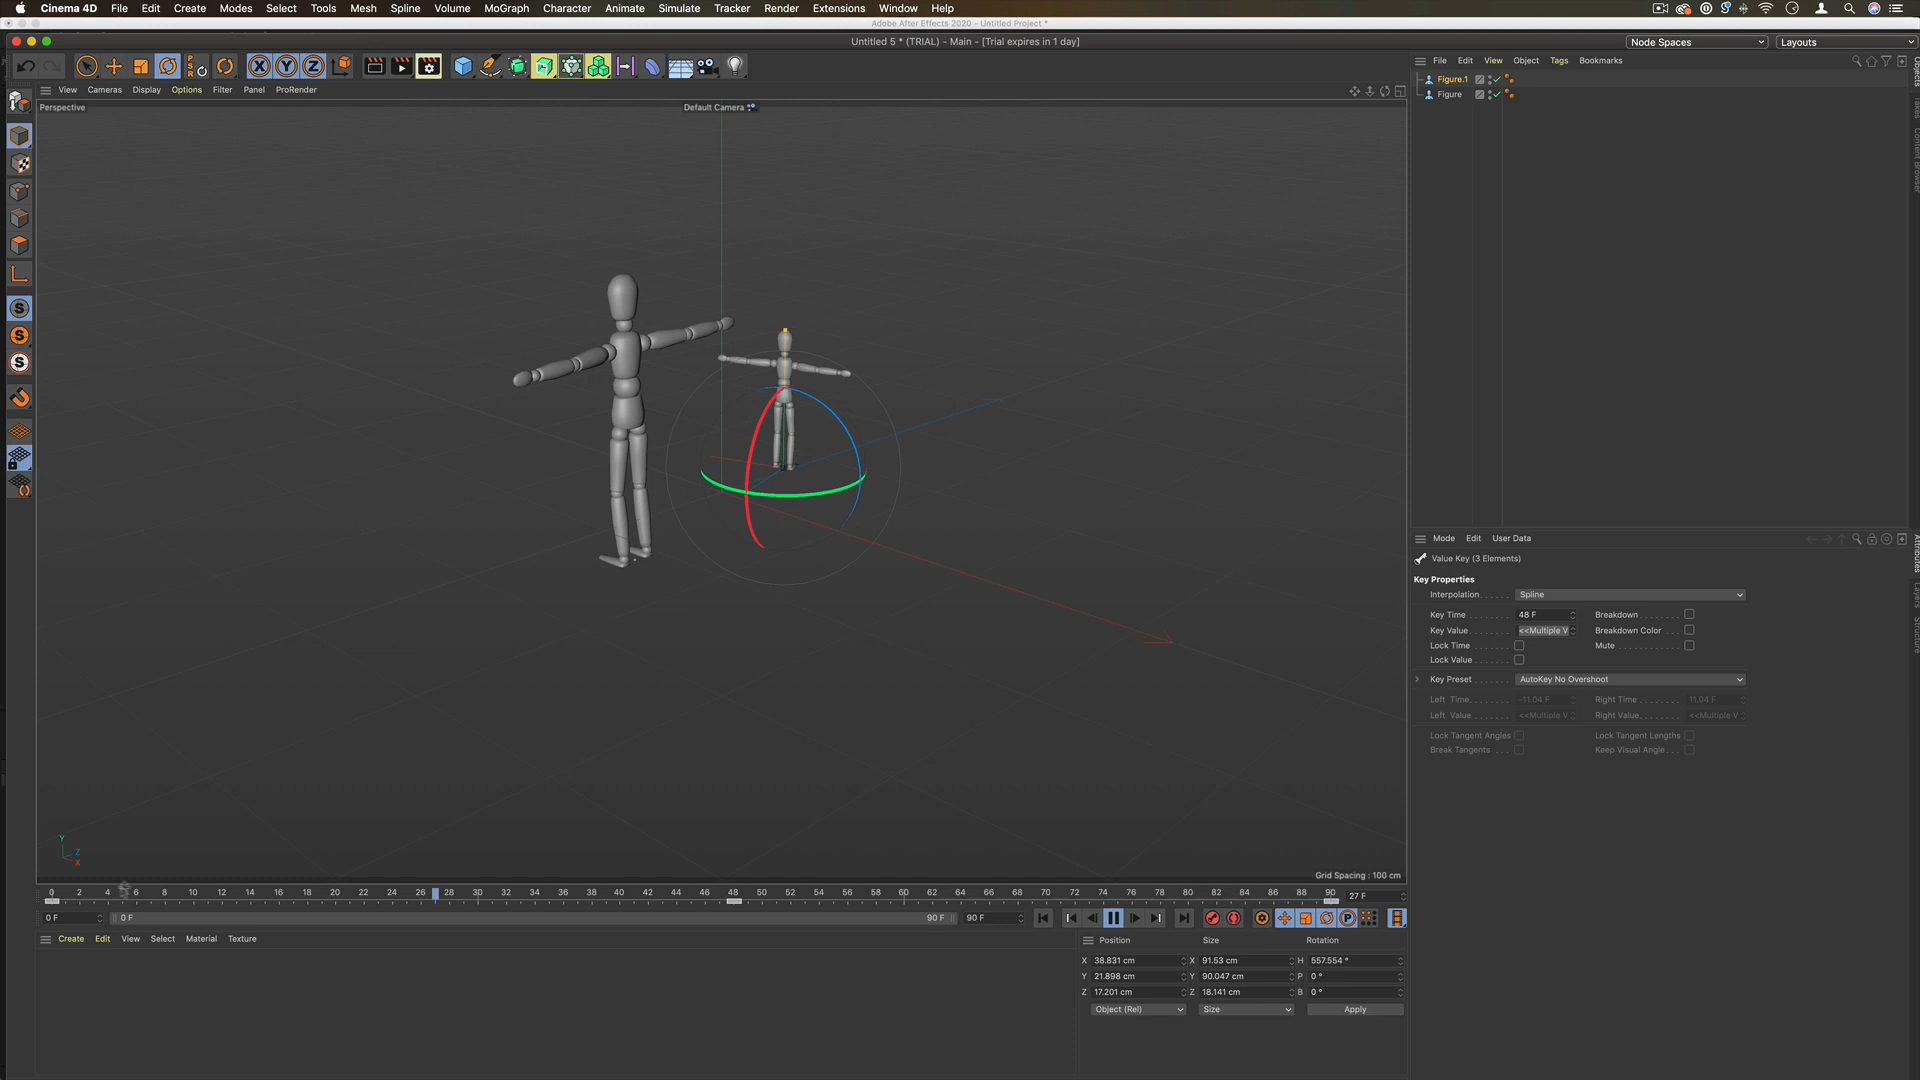 Cinema 4D File Edit Create Modes Select Tools Mesh Spline Volume MoGraph Character Animate Simulate Tracker Render Extensions Window Help
Adobe After Effects 2020 - Untitled Project *
Untitled 5 * (TRIAL) - Main - [Trial expires in 1 day]
Node Spaces Layouts
PSR X Y Z
File Edit View Object Tags Bookmarks
Figure.1
Figure
View Cameras Display Options Filter Panel ProRender
Perspective
Default Camera
Objects
Takes
Content Browser
S
S
S
Mode Edit User Data
Value Key (3 Elements)
Key Properties
Interpolation Spline
Key Time 48 F Breakdown
Key Value <<Multiple V Breakdown Color
Lock Time Mute
Lock Value
Key Preset AutoKey No Overshoot
Left Time -11.04 F Right Time 11.04 F
Left Value <<Multiple V Right Value <<Multiple V
Lock Tangent Angles Lock Tangent Lengths
Break Tangents Keep Visual Angle
Attributes
Layers
Structure
Y
Z
X
Grid Spacing : 100 cm
0 2 4 6 8 10 12 14 16 18 20 22 24 26 28 30 32 34 36 38 40 42 44 46 48 50 52 54 56 58 60 62 64 66 68 70 72 74 76 78 80 82 84 86 88 90 27 F
0 F 0 F 90 F 90 F P
Create Edit View Select Material Texture
Position Size Rotation
X 38.831 cm X 91.53 cm H 557.554 °
Y 21.898 cm Y 90.047 cm P 0 °
Z 17.201 cm Z 18.141 cm B 0 °
Object (Rel) Size Apply